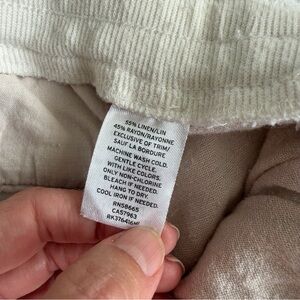 55% LINEN/LIN
45% RAYON/RAYONNE
EXCLUSIVE OF TRIM/
SAUF LA BORDURE
MACHINE WASH COLD.
GENTLE CYCLE.
WITH LIKE COLORS.
ONLY NON-CHLORINE
BLEACH IF NEEDED.
HANG TO DRY.
COOL IRON IF NEEDED.
RN58665
CA57963